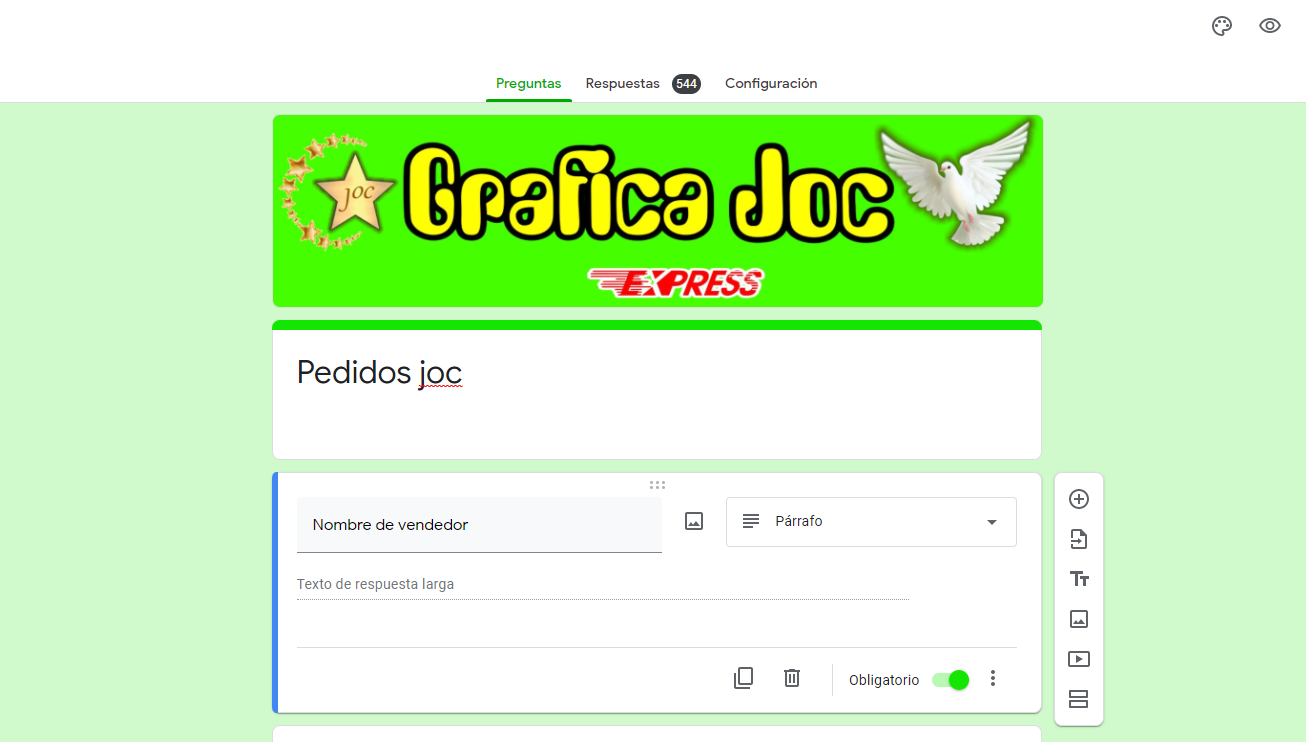 Preguntas Respuestas 544 Configuración
joc Grafica Joc
EXPRESS
Pedidos joc
Nombre de vendedor
Párrafo
Texto de respuesta larga
Obligatorio